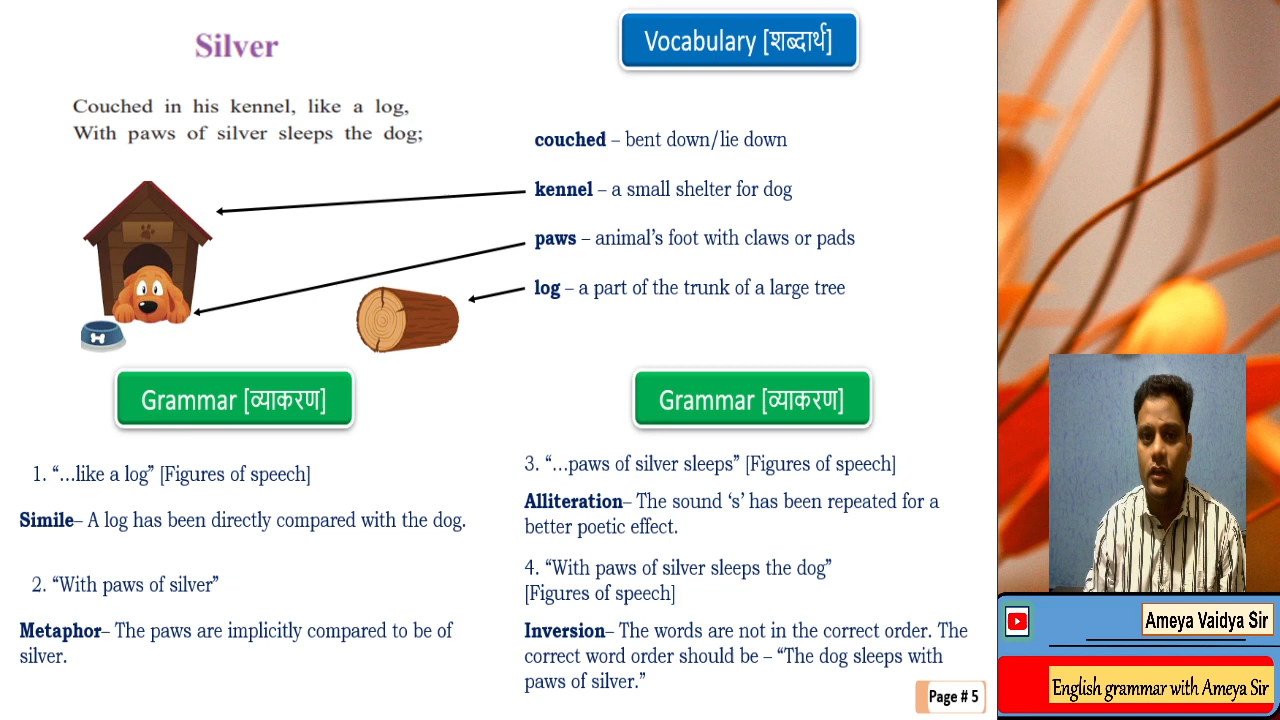 Silver
Couched in his kennel, like a log,
With paws of silver sleeps the dog;
Vocabulary [शब्दार्थ]
couched – bent down/lie down
kennel – a small shelter for dog
paws – animal's foot with claws or pads
log – a part of the trunk of a large tree
Grammar [व्याकरण]
1. “...like a log” [Figures of speech]
Simile– A log has been directly compared with the dog.
2. “With paws of silver”
Metaphor– The paws are implicitly compared to be of
silver.
Grammar [व्याकरण]
3. “...paws of silver sleeps” [Figures of speech]
Alliteration– The sound ‘s’ has been repeated for a
better poetic effect.
4. “With paws of silver sleeps the dog”
[Figures of speech]
Inversion– The words are not in the correct order. The
correct word order should be – “The dog sleeps with
paws of silver.”
Page # 5
Ameya Vaidya Sir
English grammar with Ameya Sir